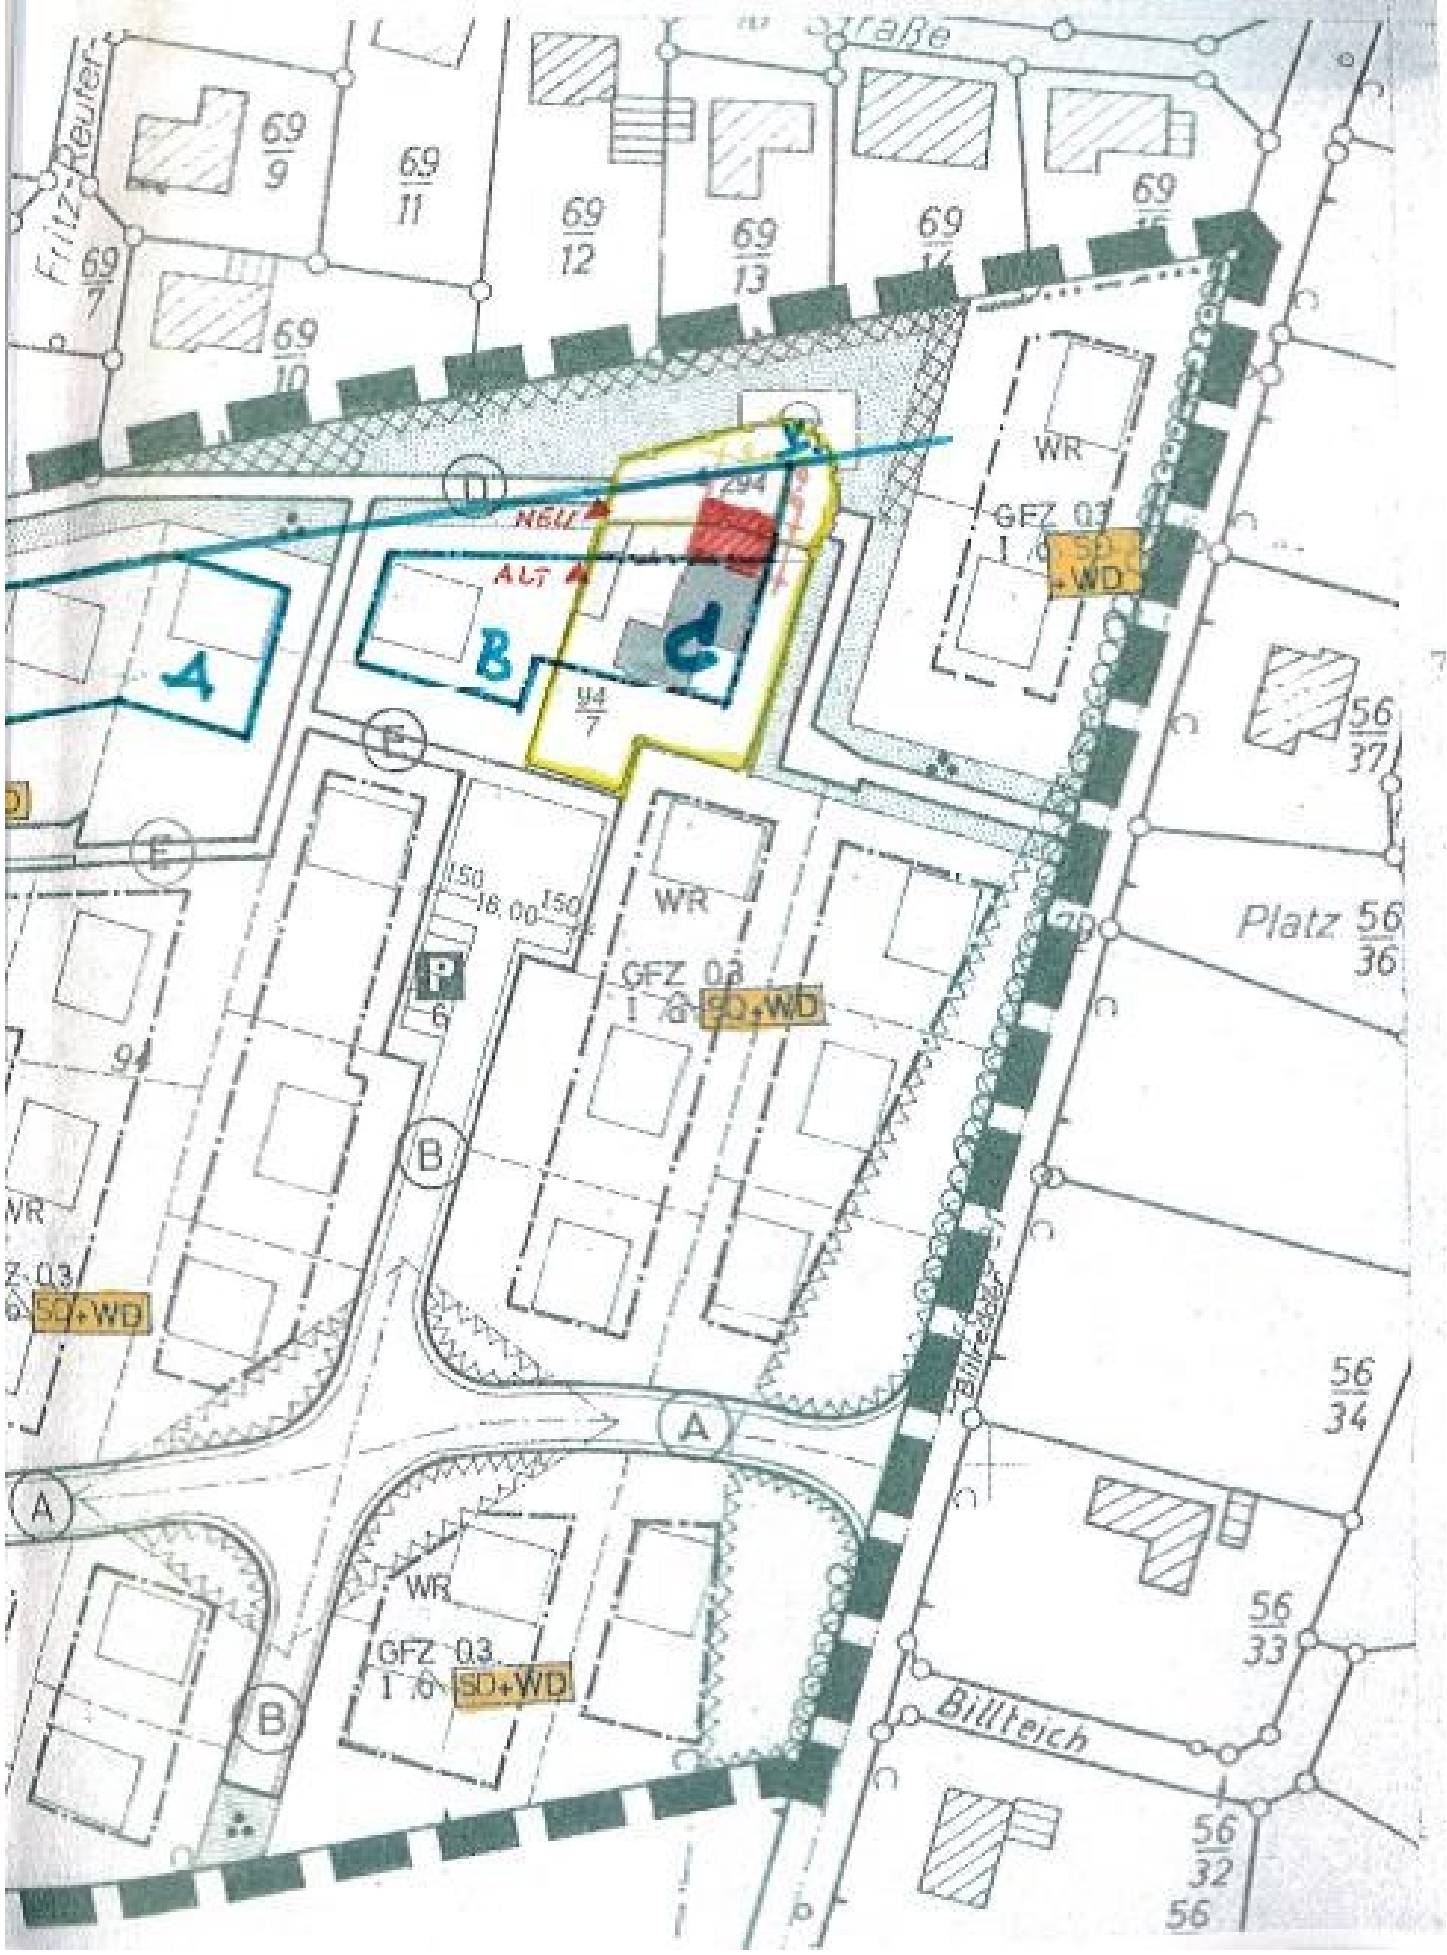 Straße
Fritz-Reuter-
69
9
69
11
69
12
69
13
69
14
69
69
7
69
10
WR
GFZ 0.3
SD
+WD
D
294
NEU
ALT
A
B
C
94
7
E
E
56
37
150
16.00
150
WR
GFZ 0.3
I
SD+WD
P
6
Platz
56
36
B
WR
SD+WD
56
34
A
A
WR
GFZ 0.3
I
SD+WD
56
33
B
Billteich
56
32
56